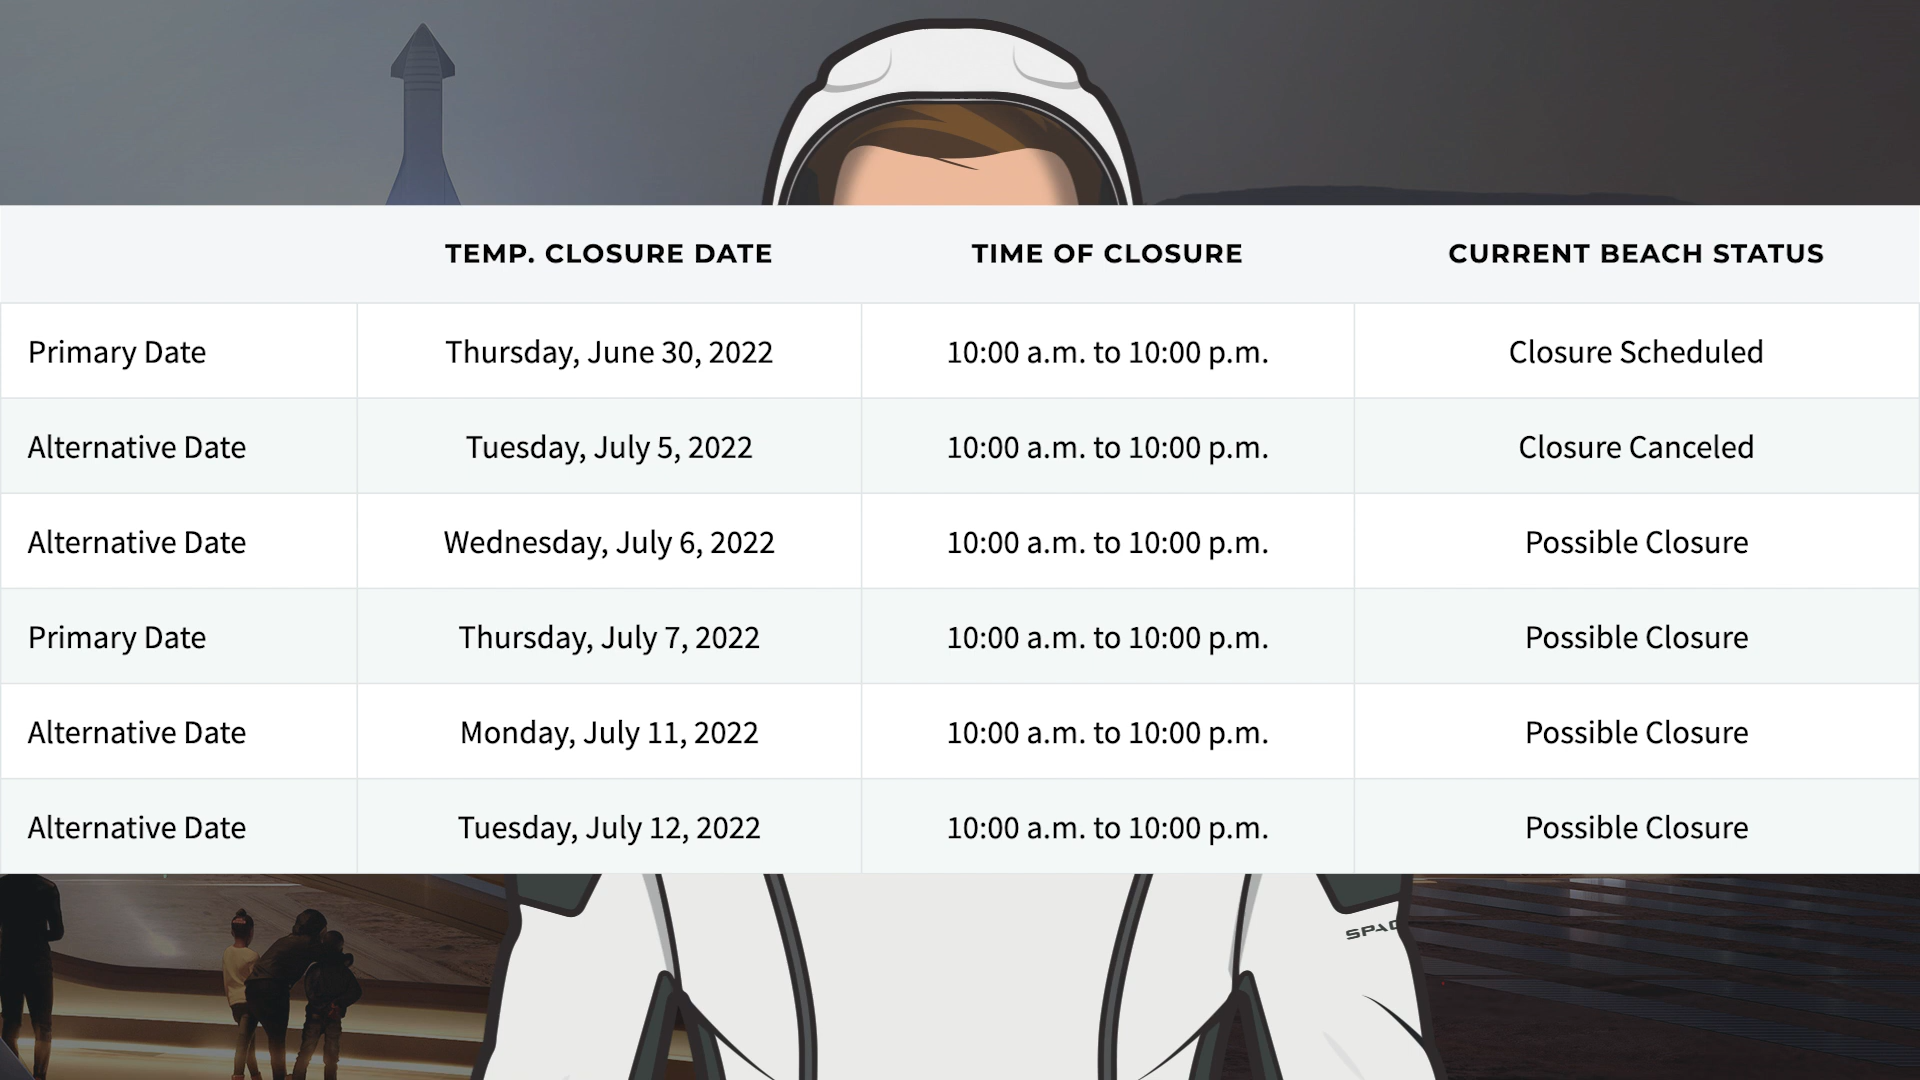 TEMP. CLOSURE DATE TIME OF CLOSURE CURRENT BEACH STATUS
Primary Date Thursday, June 30, 2022 10:00 a.m. to 10:00 p.m. Closure Scheduled
Alternative Date Tuesday, July 5, 2022 10:00 a.m. to 10:00 p.m. Closure Canceled
Alternative Date Wednesday, July 6, 2022 10:00 a.m. to 10:00 p.m. Possible Closure
Primary Date Thursday, July 7, 2022 10:00 a.m. to 10:00 p.m. Possible Closure
Alternative Date Monday, July 11, 2022 10:00 a.m. to 10:00 p.m. Possible Closure
Alternative Date Tuesday, July 12, 2022 10:00 a.m. to 10:00 p.m. Possible Closure
SPAC